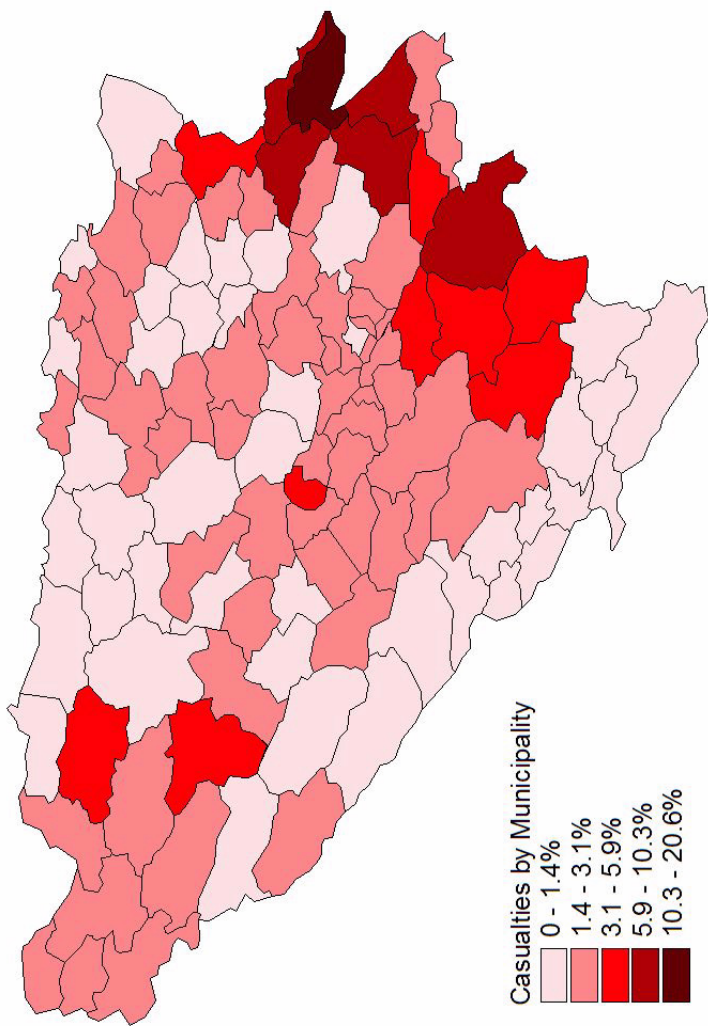 Casualties by Municipality
0 - 1.4%
1.4 - 3.1%
3.1 - 5.9%
5.9 - 10.3%
10.3 - 20.6%